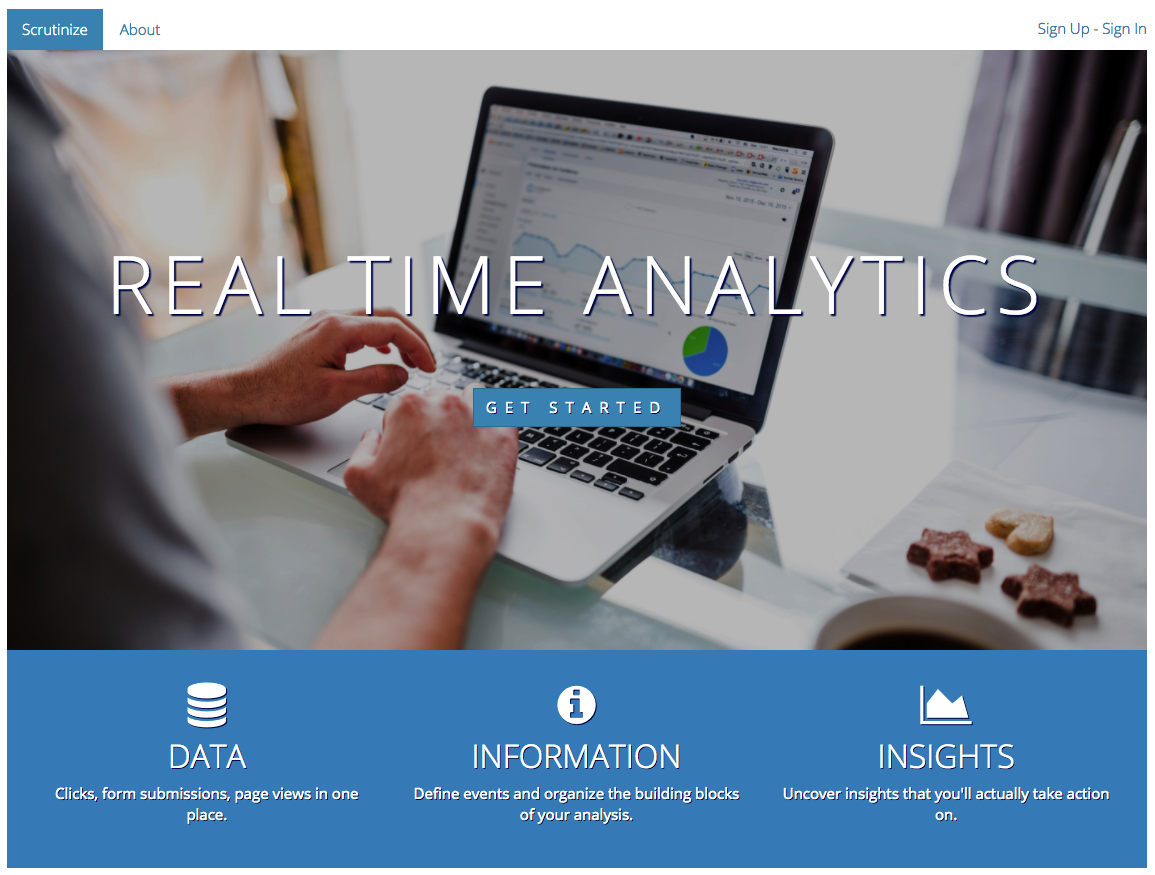 Scrutinize About Sign Up - Sign In
REAL TIME ANALYTICS
GET STARTED
DATA
Clicks, form submissions, page views in one
place.
INFORMATION
Define events and organize the building blocks
of your analysis.
INSIGHTS
Uncover insights that you'll actually take action
on.